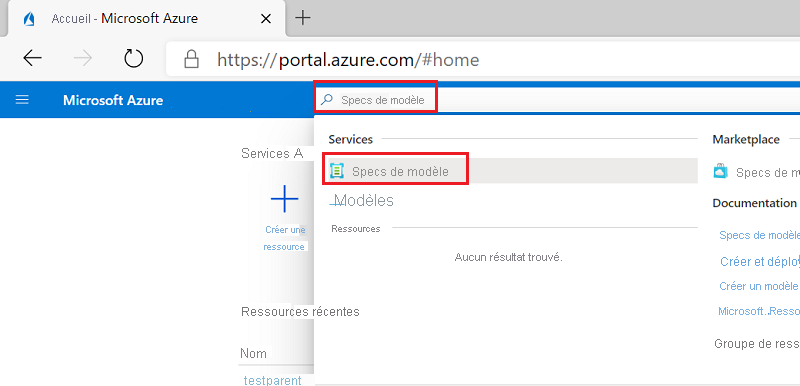 Accueil - Microsoft Azure
https://portal.azure.com/#home
Microsoft Azure
Specs de modèle
Services A
Créer une
ressource
Ressources récentes
Nom
testparent
Services
Specs de modèle
Modèles
Ressources
Aucun résultat trouvé.
Marketplace
Specs de m
Documentation
Specs de modèle
Créer et déplo
Créer un modèle
Microsoft..Resso
Groupe de ress